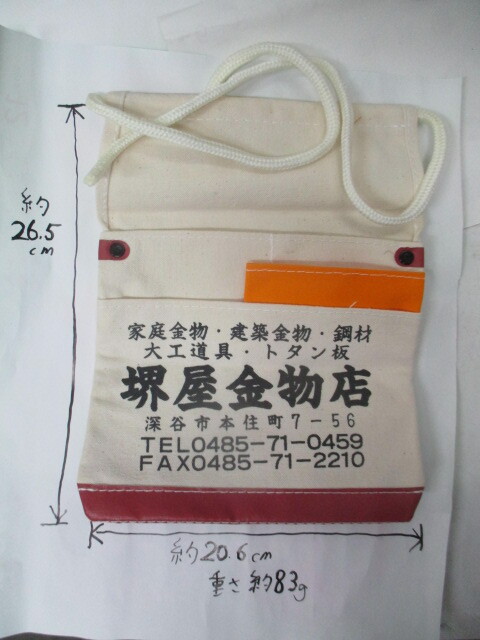 約
26.5
cm
家庭金物・建築金物・鋼材
大工道具・トタン板
堺屋金物店
深谷市本住町7-56
TEL0485-71-0459
FAX0485-71-2210
約20.6cm
重さ約83g